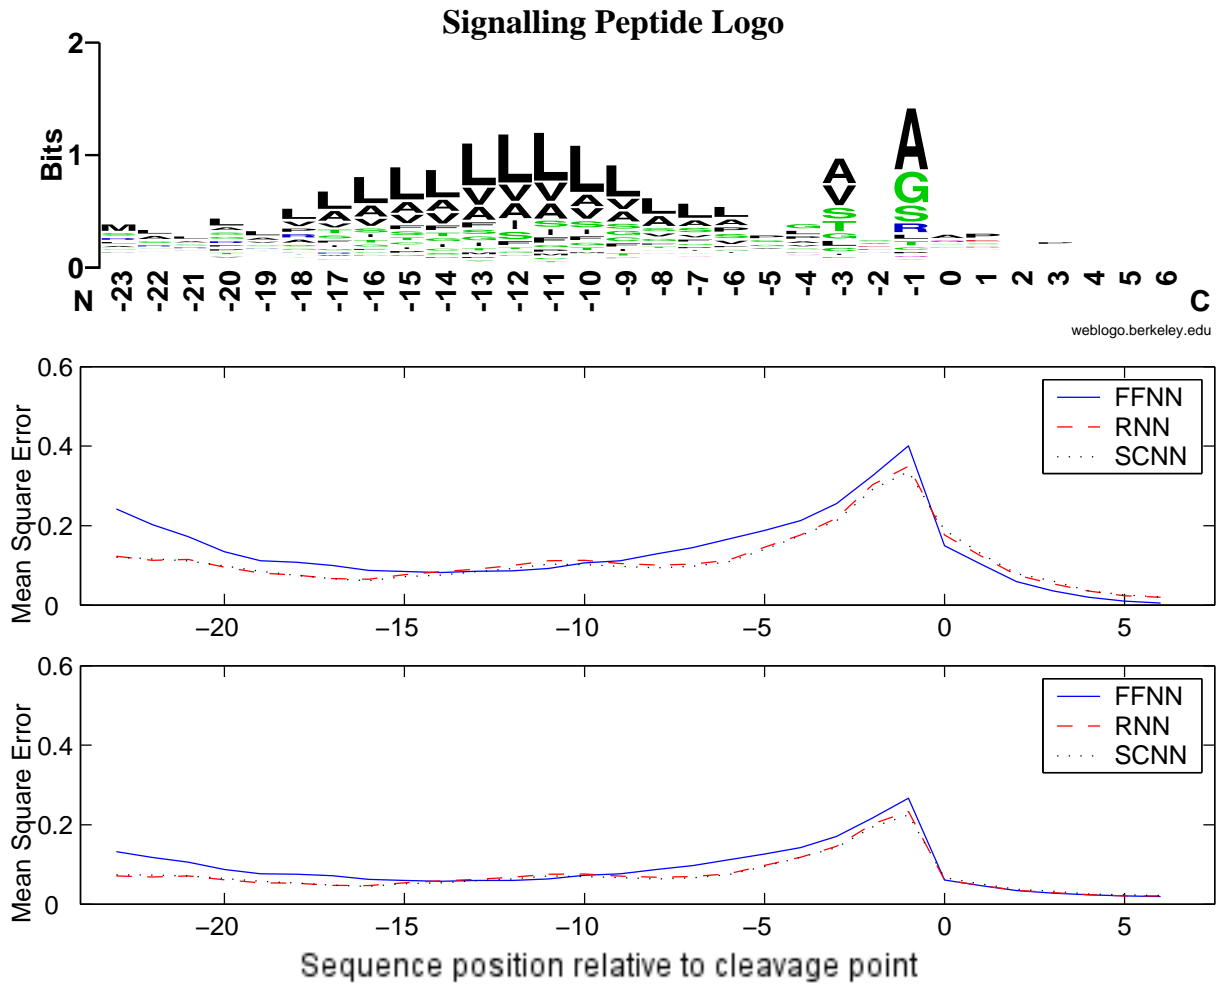 Signalling Peptide Logo
2
1
0
Bits
N -23 -22 -21 -20 -19 -18 -17 -16 -15 -14 -13 -12 -11 -10 -9 -8 -7 -6 -5 -4 -3 -2 -1 0 1 2 3 4 5 6 C
weblogo.berkeley.edu
Mean Square Error
0.6
0.4
0.2
0
−20 −15 −10 −5 0 5
FFNN
RNN
SCNN
Mean Square Error
0.6
0.4
0.2
0
−20 −15 −10 −5 0 5
FFNN
RNN
SCNN
Sequence position relative to cleavage point